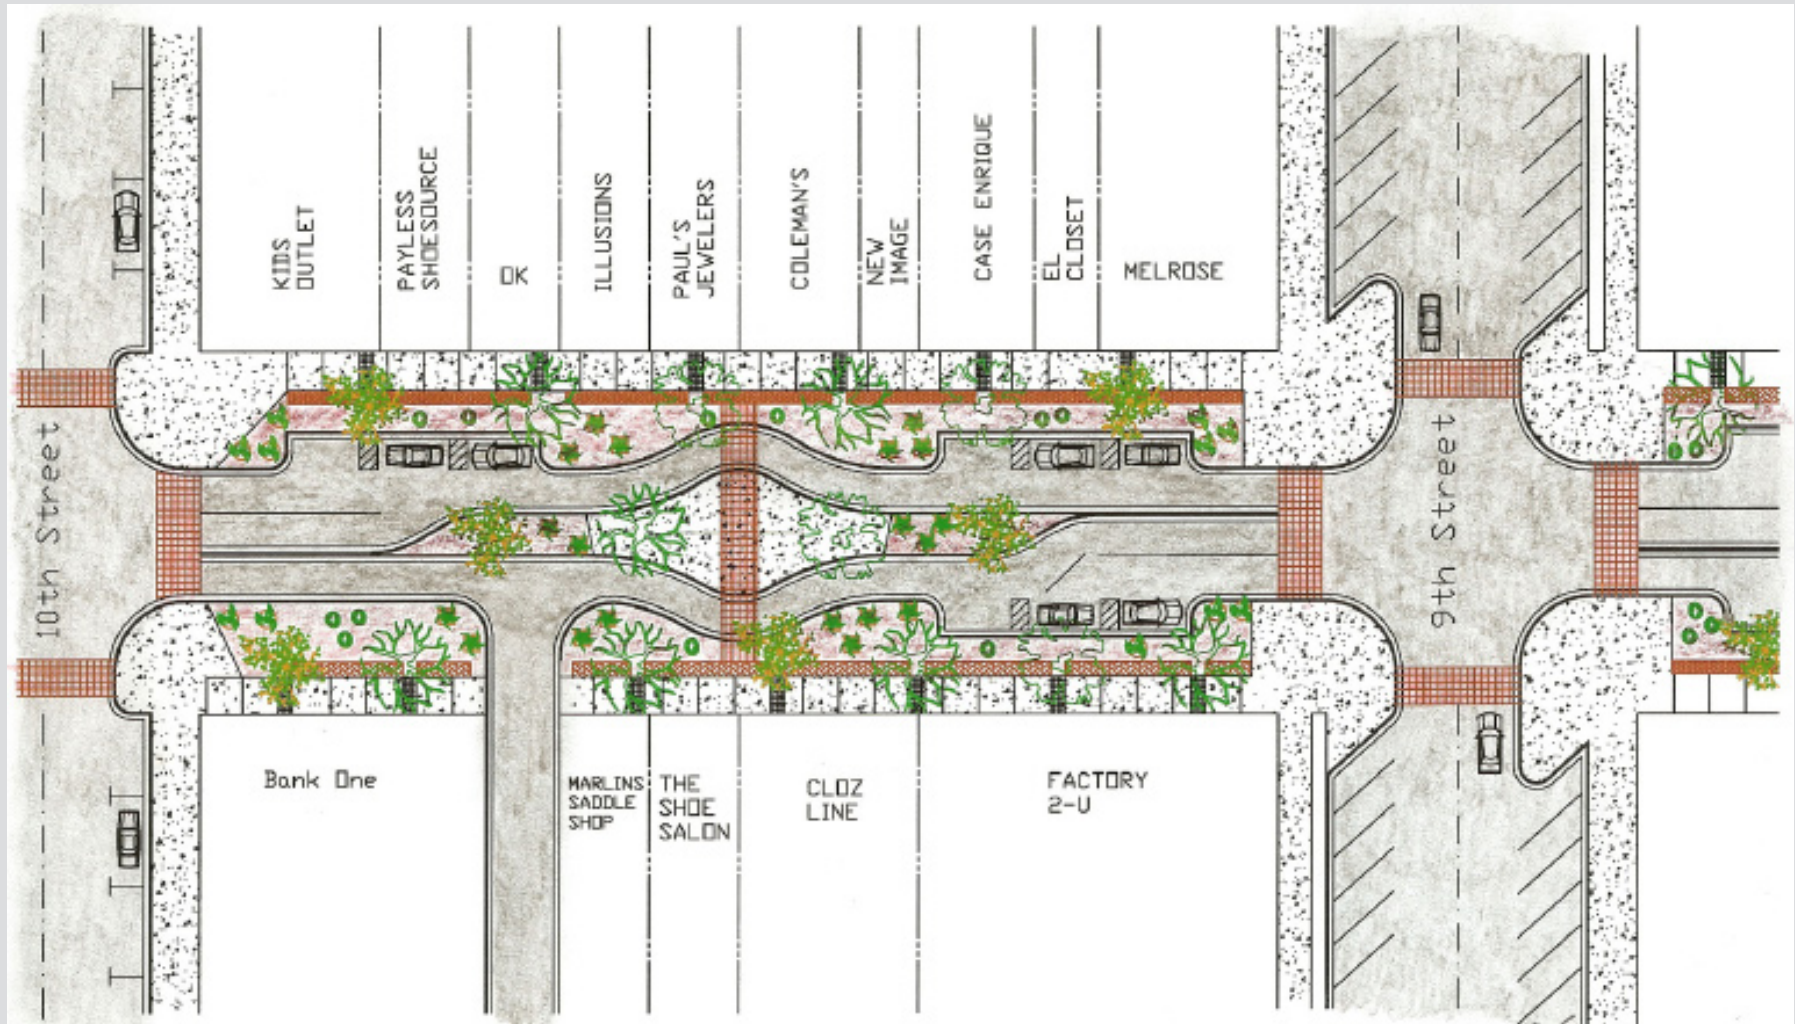 KIDS
OUTLET
PAYLESS
SHOESOURCE
OK
ILLUSIONS
PAUL'S
JEWELERS
COLEMAN'S
NEW
IMAGE
CASE ENRIQUE
EL
CLOSET
MELROSE
10th Street
9th Street
Bank One
MARLINS
SADDLE
SHOP
THE
SHOE
SALON
CLOZ
LINE
FACTORY
2-U